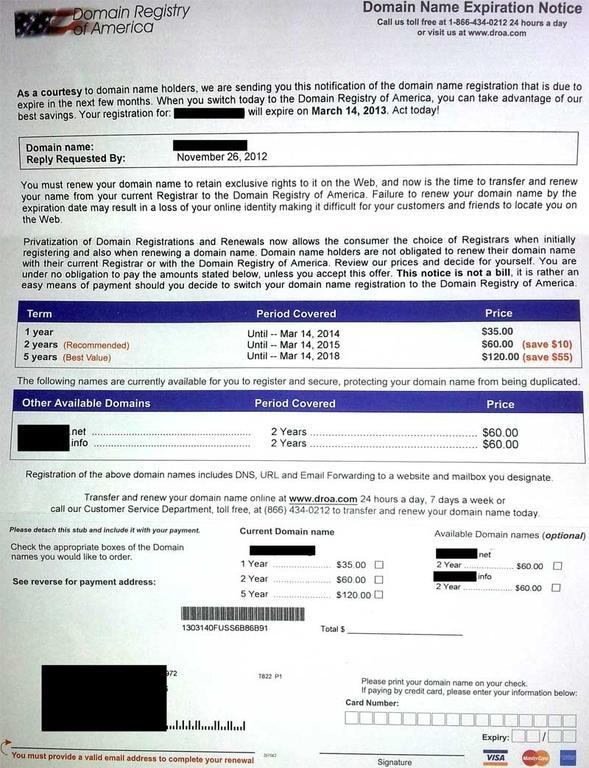 Domain Registry
of America
Domain Name Expiration Notice
Call us toll free at 1-866-434-0212 24 hours a day
or visit us at www.droa.com
As a courtesy to domain name holders, we are sending you this notification of the domain name registration that is due to
expire in the next few months. When you switch today to the Domain Registry of America, you can take advantage of our
best savings. Your registration for: will expire on March 14, 2013. Act today!
Domain name:
Reply Requested By: November 26, 2012
You must renew your domain name to retain exclusive rights to it on the Web, and now is the time to transfer and renew
your name from your current Registrar to the Domain Registry of America. Failure to renew your domain name by the
expiration date may result in a loss of your online identity making it difficult for your customers and friends to locate you on
the Web.
Privatization of Domain Registrations and Renewals now allows the consumer the choice of Registrars when initially
registering and also when renewing a domain name. Domain name holders are not obligated to renew their domain name
with their current Registrar or with the Domain Registry of America. Review our prices and decide for yourself. You are
under no obligation to pay the amounts stated below, unless you accept this offer. This notice is not a bill, it is rather an
easy means of payment should you decide to switch your domain name registration to the Domain Registry of America.
Term Period Covered Price
1 year Until -- Mar 14, 2014 $35.00
2 years (Recommended) Until -- Mar 14, 2015 $60.00 (save $10)
5 years (Best Value) Until -- Mar 14, 2018 $120.00 (save $55)
The following names are currently available for you to register and secure, protecting your domain name from being duplicated.
Other Available Domains Period Covered Price
.net ........................................ 2 Years ........................................ $60.00
.info ........................................ 2 Years ........................................ $60.00
Registration of the above domain names includes DNS, URL and Email Forwarding to a website and mailbox you designate.
Transfer and renew your domain name online at www.droa.com 24 hours a day, 7 days a week or
call our Customer Service Department, toll free, at (866) 434-0212 to transfer and renew your domain name today.
Please detach this stub and include it with your payment.
Check the appropriate boxes of the Domain
names you would like to order.
See reverse for payment address:
Current Domain name
1 Year ............... $35.00
2 Year ............... $60.00
5 Year ............... $120.00
Available Domain names (optional)
.net
2 Year ............... $60.00
.info
2 Year ............... $60.00
1303140FUSS6B86B91
Total $
972
T822 P1
Please print your domain name on your check.
If paying by credit card, please enter your information below:
Card Number:
Expiry: /
You must provide a valid email address to complete your renewal
Signature
VISA
MasterCard